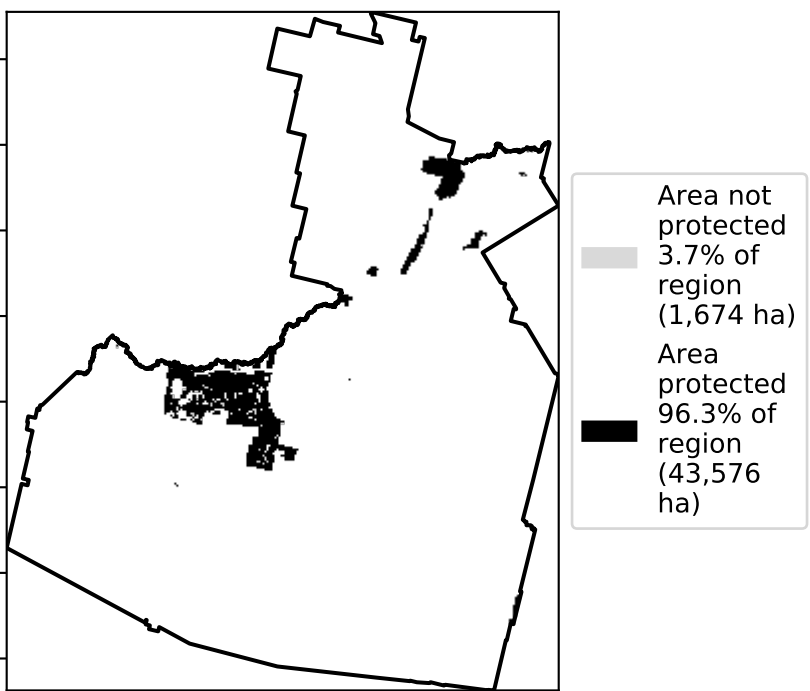 Area not
protected
3.7% of
region
(1,674 ha)
Area
protected
96.3% of
region
(43,576
ha)